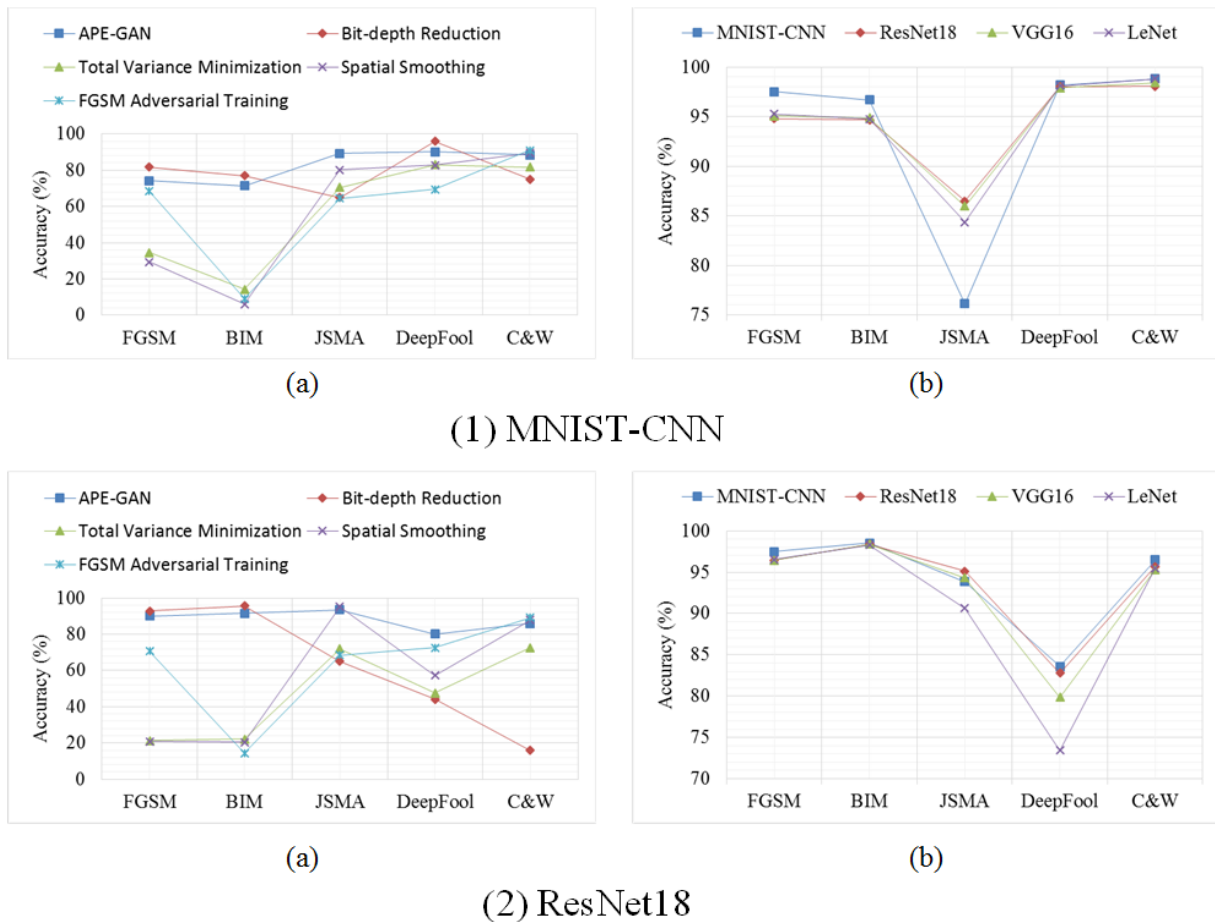 APE-GAN
Bit-depth Reduction
Total Variance Minimization
Spatial Smoothing
FGSM Adversarial Training
Accuracy (%)
100
80
60
40
20
0
FGSM BIM JSMA DeepFool C&W
(a)
MNIST-CNN ResNet18 VGG16 LeNet
Accuracy (%)
100
95
90
85
80
75
FGSM BIM JSMA DeepFool C&W
(b)
(1) MNIST-CNN
APE-GAN
Bit-depth Reduction
Total Variance Minimization
Spatial Smoothing
FGSM Adversarial Training
Accuracy (%)
100
80
60
40
20
0
FGSM BIM JSMA DeepFool C&W
(a)
MNIST-CNN ResNet18 VGG16 LeNet
Accuracy (%)
100
95
90
85
80
75
70
FGSM BIM JSMA DeepFool C&W
(b)
(2) ResNet18